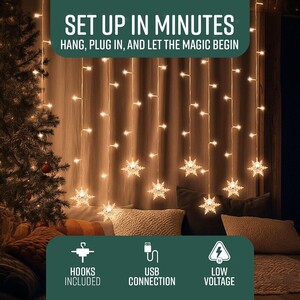 SET UP IN MINUTES
HANG, PLUG IN, AND LET THE MAGIC BEGIN
HOOKS
INCLUDED
USB
CONNECTION
LOW
VOLTAGE